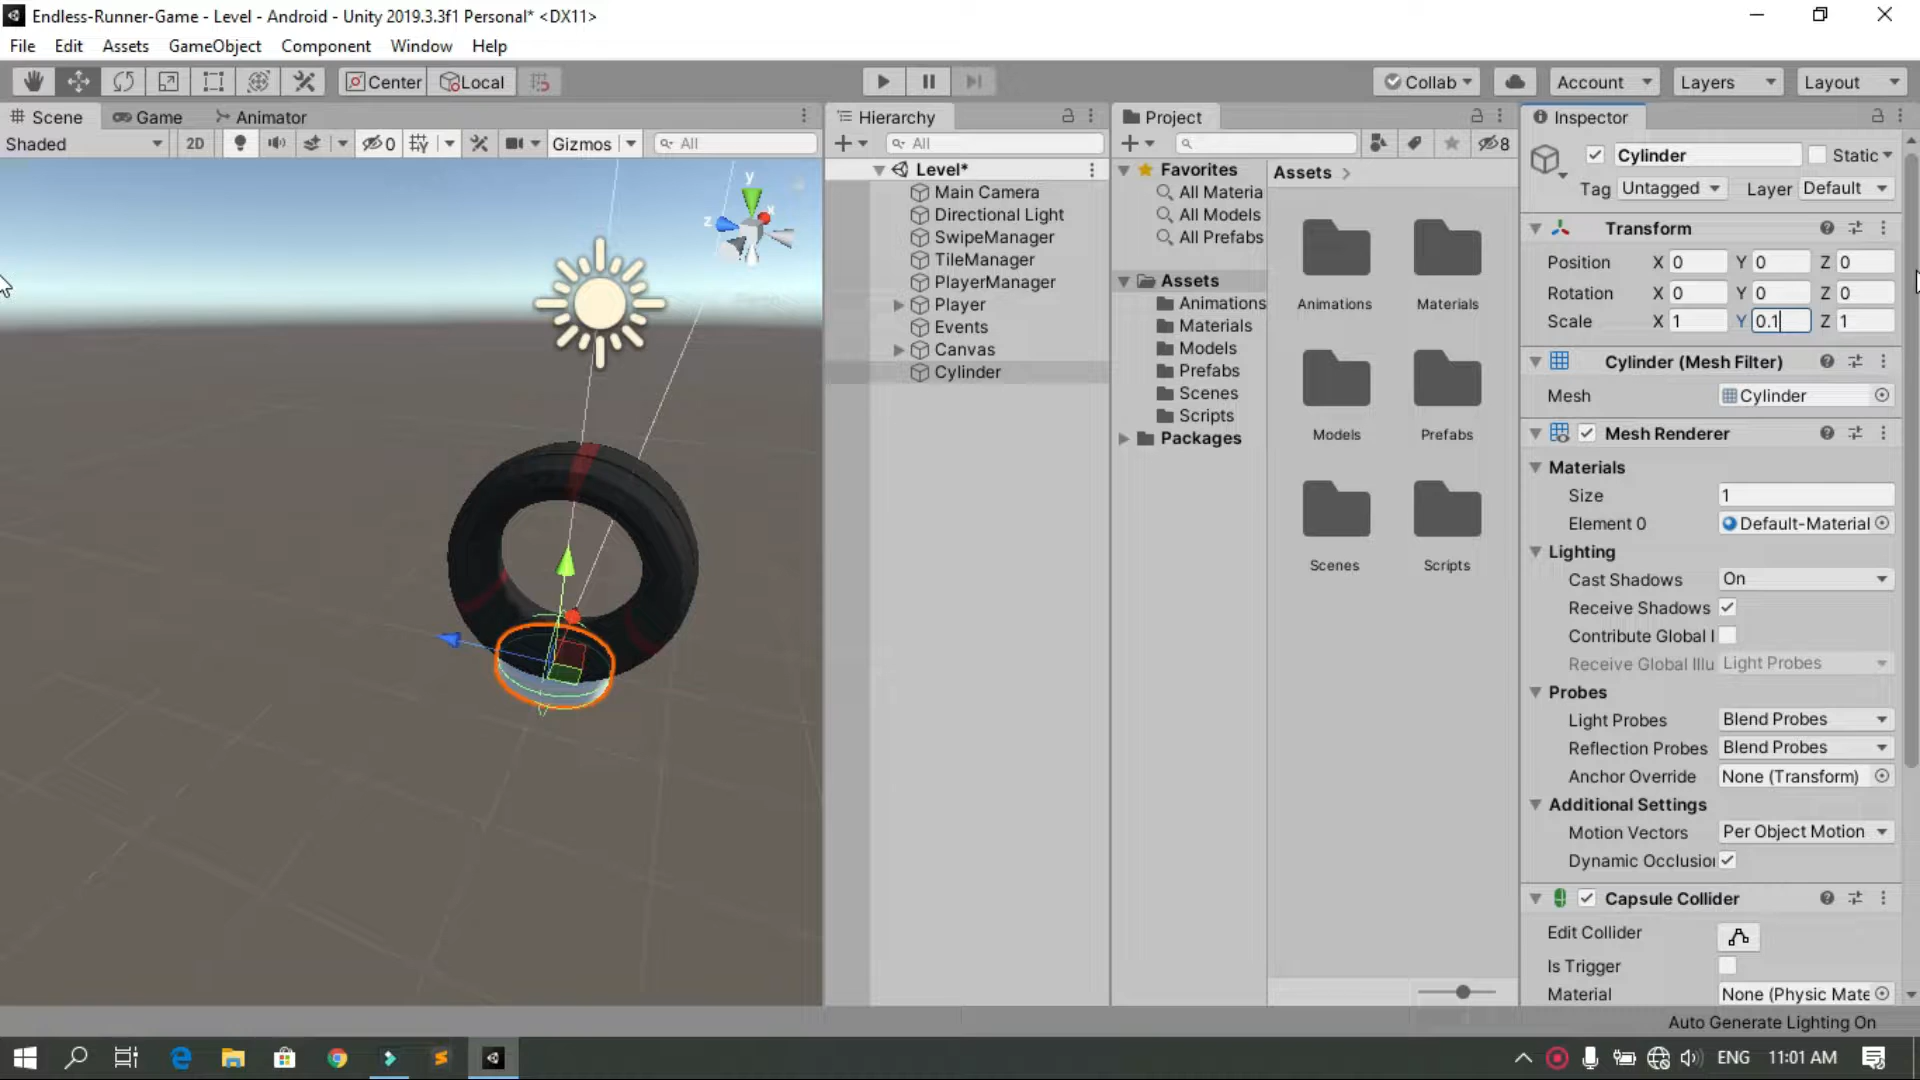 Endless-Runner-Game - Level - Android - Unity 2019.3.3f1 Personal* <DX11>
File Edit Assets GameObject Component Window Help
Center Local Collab Account Layers Layout
Scene Game Animator
Shaded 2D 0 Gizmos All
y
x
z
Hierarchy
All
Level*
Main Camera
Directional Light
SwipeManager
TileManager
PlayerManager
Player
Events
Canvas
Cylinder
Project
8
Favorites
All Materia
All Models
All Prefabs
Assets
Animations
Materials
Models
Prefabs
Scenes
Scripts
Packages
Assets
Animations Materials
Models Prefabs
Scenes Scripts
Inspector
Cylinder Static
Tag Untagged Layer Default
Transform
Position X 0 Y 0 Z 0
Rotation X 0 Y 0 Z 0
Scale X 1 Y 0.1 Z 1
Cylinder (Mesh Filter)
Mesh Cylinder
Mesh Renderer
Materials
Size 1
Element 0 Default-Material
Lighting
Cast Shadows On
Receive Shadows
Contribute Global I
Receive Global Illu Light Probes
Probes
Light Probes Blend Probes
Reflection Probes Blend Probes
Anchor Override None (Transform)
Additional Settings
Motion Vectors Per Object Motion
Dynamic Occlusio
Capsule Collider
Edit Collider
Is Trigger
Material None (Physic Mate
Auto Generate Lighting On
ENG 11:01 AM